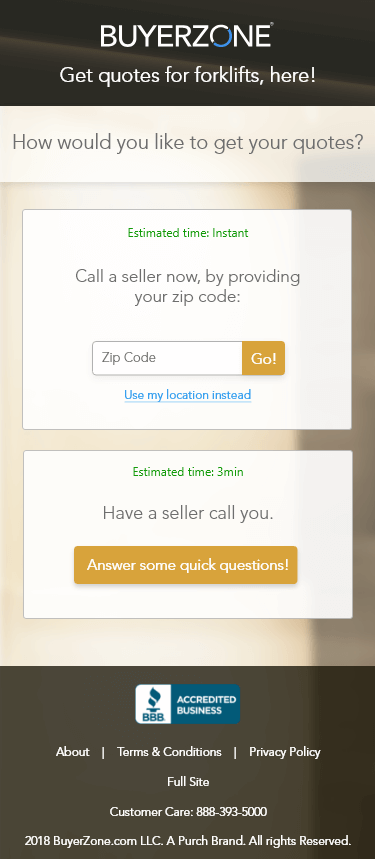 BUYERZONE
Get quotes for forklifts, here!
How would you like to get your quotes?
Estimated time: Instant
Call a seller now, by providing
your zip code:
Zip Code
Go!
Use my location instead
Estimated time: 3min
Have a seller call you.
Answer some quick questions!
BBB
ACCREDITED
BUSINESS
About | Terms & Conditions | Privacy Policy
Full Site
Customer Care: 888-393-5000
2018 BuyerZone.com LLC. A Purch Brand. All rights Reserved.